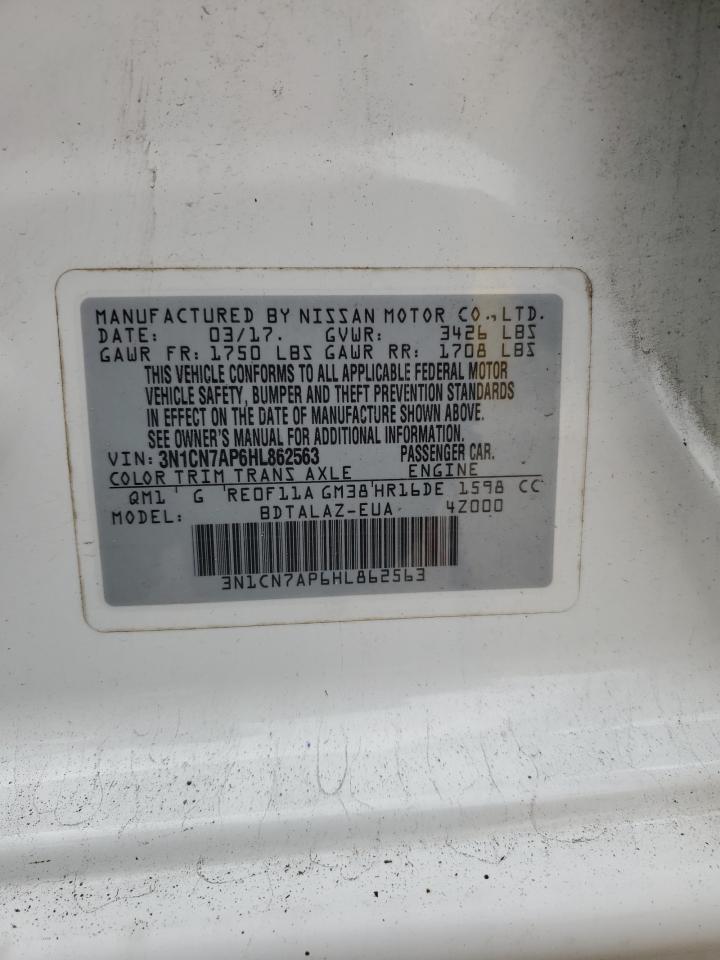 MANUFACTURED BY NISSAN MOTOR CO., LTD.
DATE: 03/17. GVWR: 3426 LBS
GAWR FR: 1750 LBS GAWR RR: 1708 LBS
THIS VEHICLE CONFORMS TO ALL APPLICABLE FEDERAL MOTOR
VEHICLE SAFETY, BUMPER AND THEFT PREVENTION STANDARDS
IN EFFECT ON THE DATE OF MANUFACTURE SHOWN ABOVE.
SEE OWNER'S MANUAL FOR ADDITIONAL INFORMATION.
VIN: 3N1CN7AP6HL862563 PASSENGER CAR.
COLOR TRIM TRANS AXLE ENGINE
QM1 G RE0F11A GM38 HR16DE 1598 CC
MODEL: BDTALAZ-EUA 4Z000
3N1CN7AP6HL862563